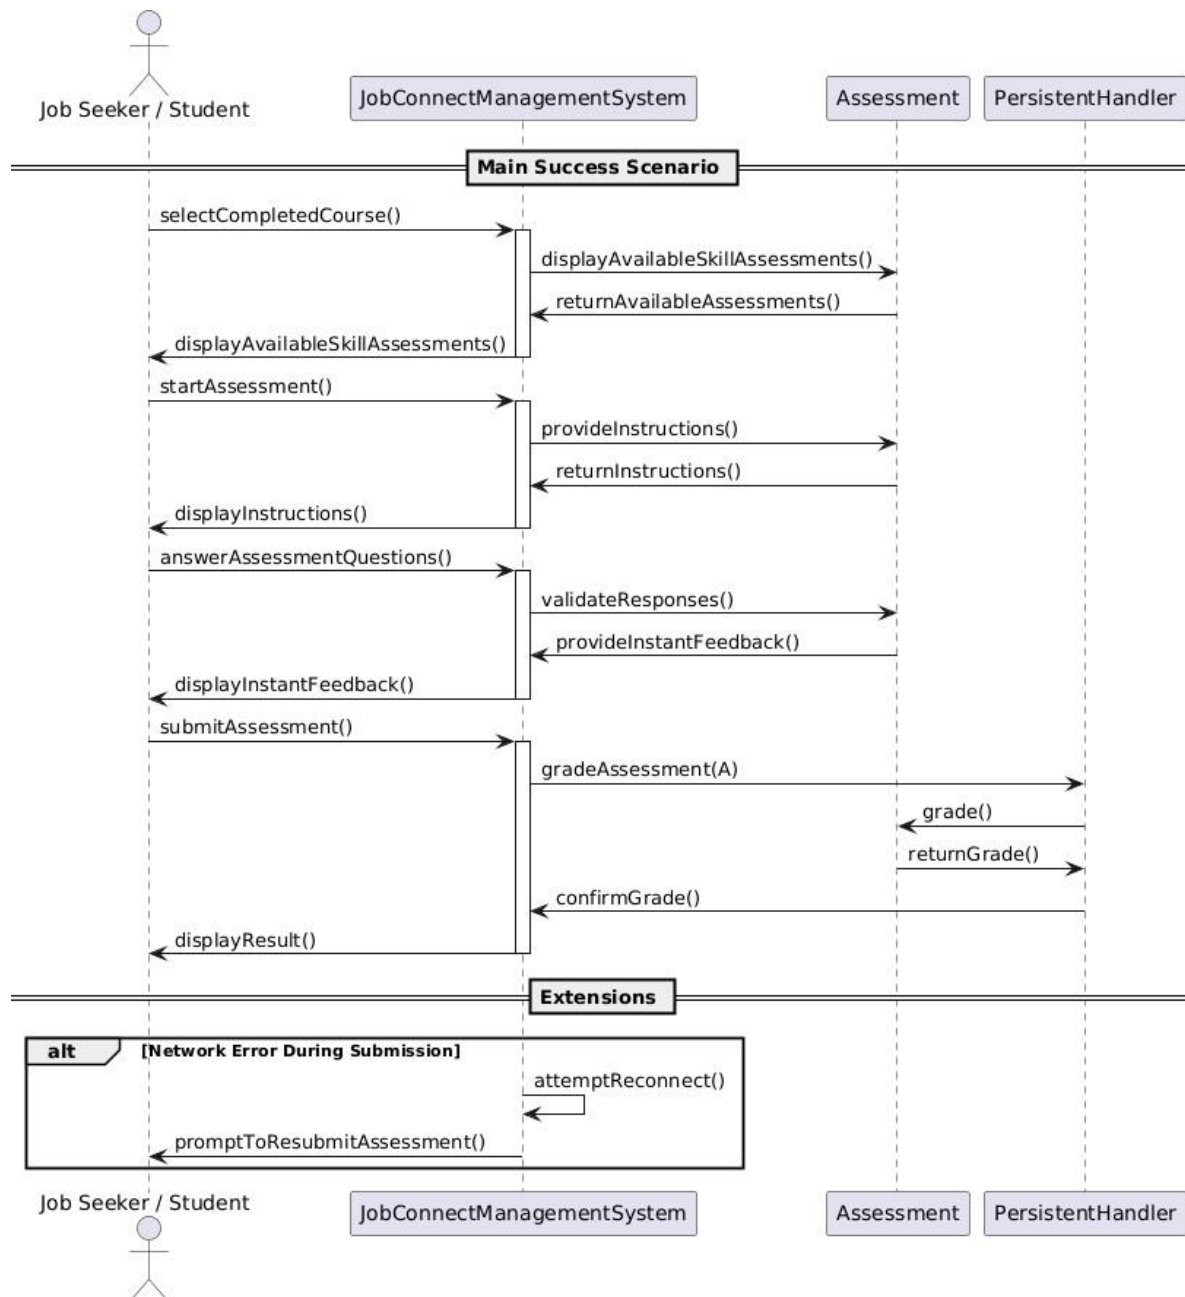 Job Seeker / Student
JobConnectManagementSystem
Assessment
PersistentHandler
Main Success Scenario
selectCompletedCourse()
displayAvailableSkillAssessments()
returnAvailableAssessments()
displayAvailableSkillAssessments()
startAssessment()
provideInstructions()
returnInstructions()
displayInstructions()
answerAssessmentQuestions()
validateResponses()
provideInstantFeedback()
displayInstantFeedback()
submitAssessment()
gradeAssessment(A)
grade()
returnGrade()
confirmGrade()
displayResult()
Extensions
alt [Network Error During Submission]
attemptReconnect()
promptToResubmitAssessment()
Job Seeker / Student
JobConnectManagementSystem
Assessment
PersistentHandler